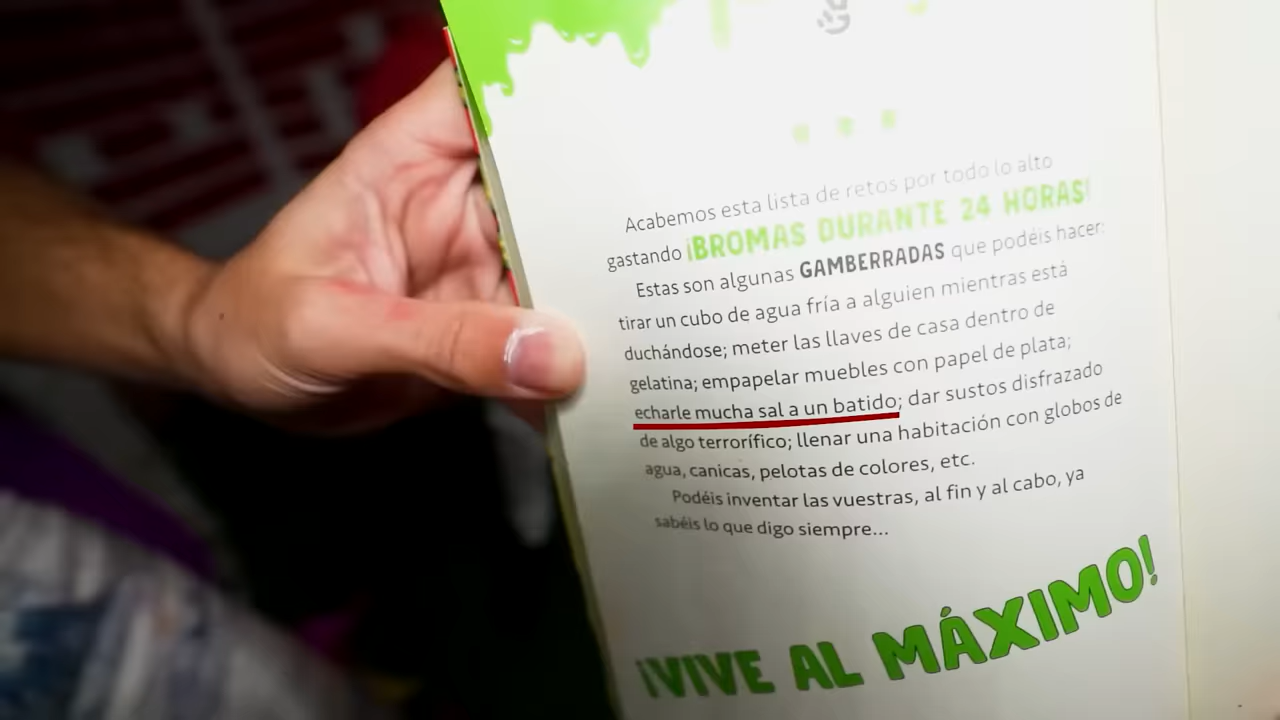 Acabemos esta lista de retos por todo lo alto
gastando ¡BROMAS DURANTE 24 HORAS!
Estas son algunas GAMBERRADAS que podéis hacer:
tirar un cubo de agua fría a alguien mientras está
duchándose; meter las llaves de casa dentro de
gelatina; empapelar muebles con papel de plata;
echarle mucha sal a un batido; dar sustos disfrazado
de algo terrorífico; llenar una habitación con globos de
agua, canicas, pelotas de colores, etc.
Podéis inventar las vuestras, al fin y al cabo, ya
sabéis lo que digo siempre...
¡VIVE AL MÁXIMO!